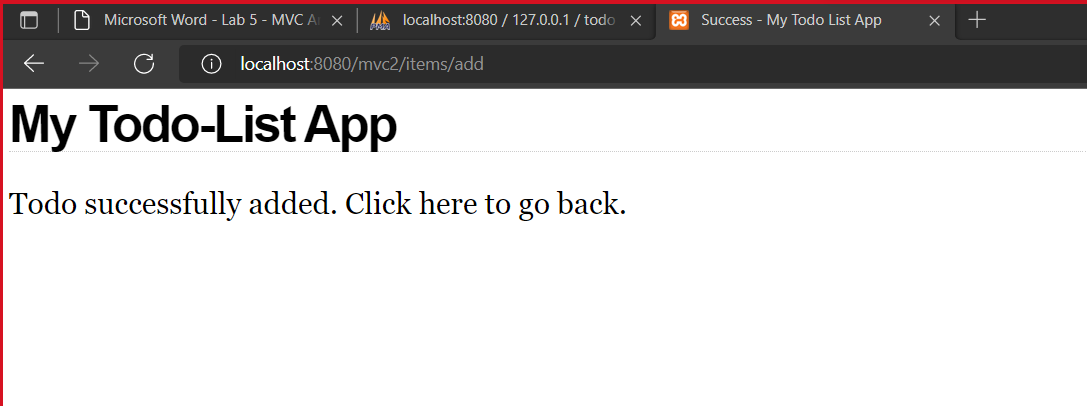 Microsoft Word - Lab 5 - MVC A
localhost:8080 / 127.0.0.1 / todo
Success - My Todo List App
localhost:8080/mvc2/items/add
My Todo-List App
Todo successfully added. Click here to go back.